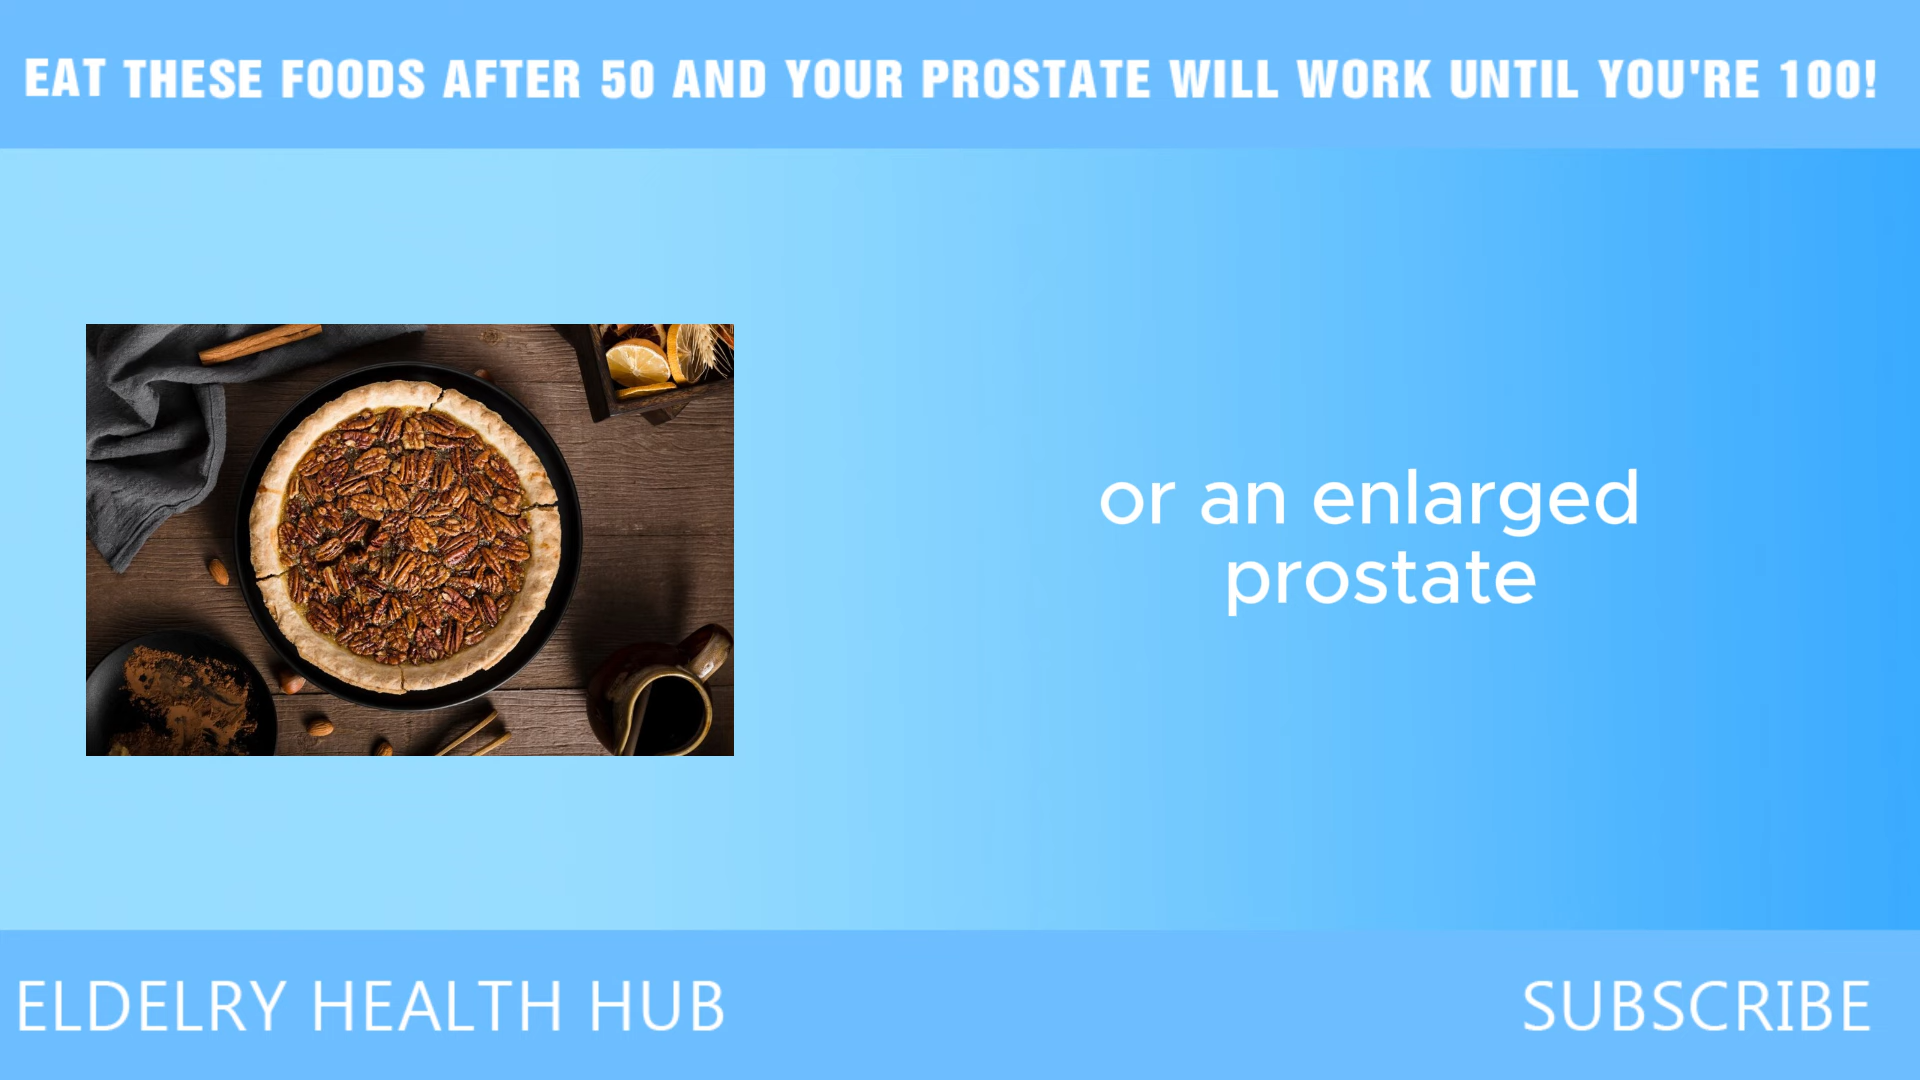 EAT THESE FOODS AFTER 50 AND YOUR PROSTATE WILL WORK UNTIL YOU'RE 100!
or an enlarged
prostate
ELDELRY HEALTH HUB
SUBSCRIBE